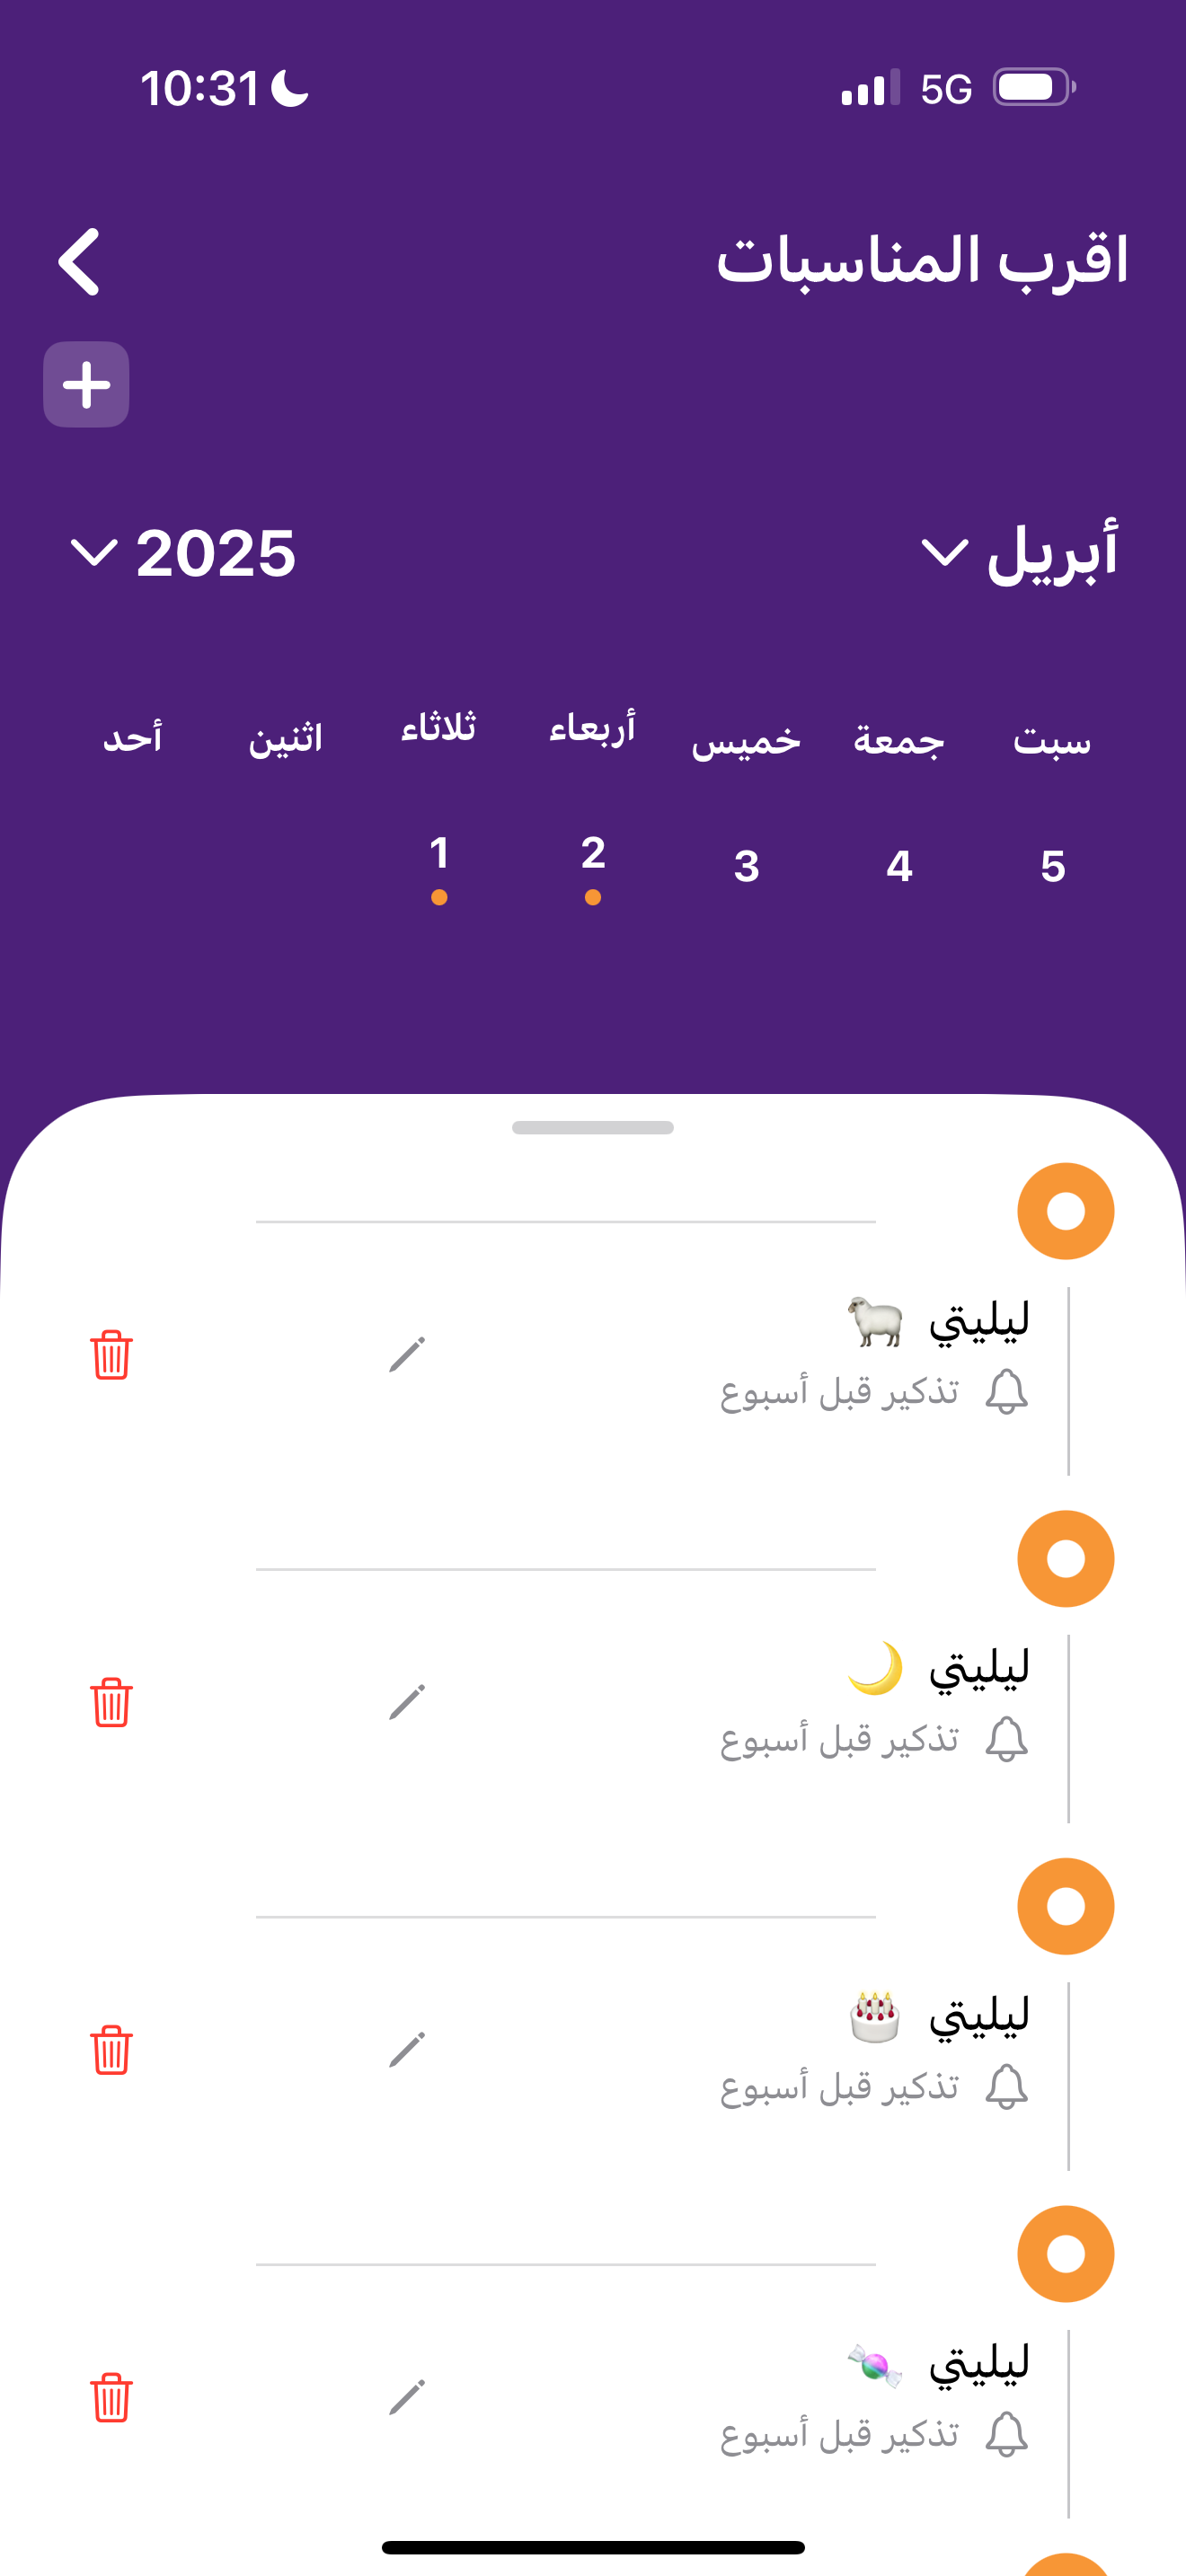 10:31 5G
اقرب المناسبات
أبريل 2025
سبت جمعة خميس أربعاء ثلاثاء اثنين أحد
5 4 3 2 1
ليليتي 🐑
تذكير قبل أسبوع
ليليتي 🌙
تذكير قبل أسبوع
ليليتي 🎂
تذكير قبل أسبوع
ليليتي 🍬
تذكير قبل أسبوع